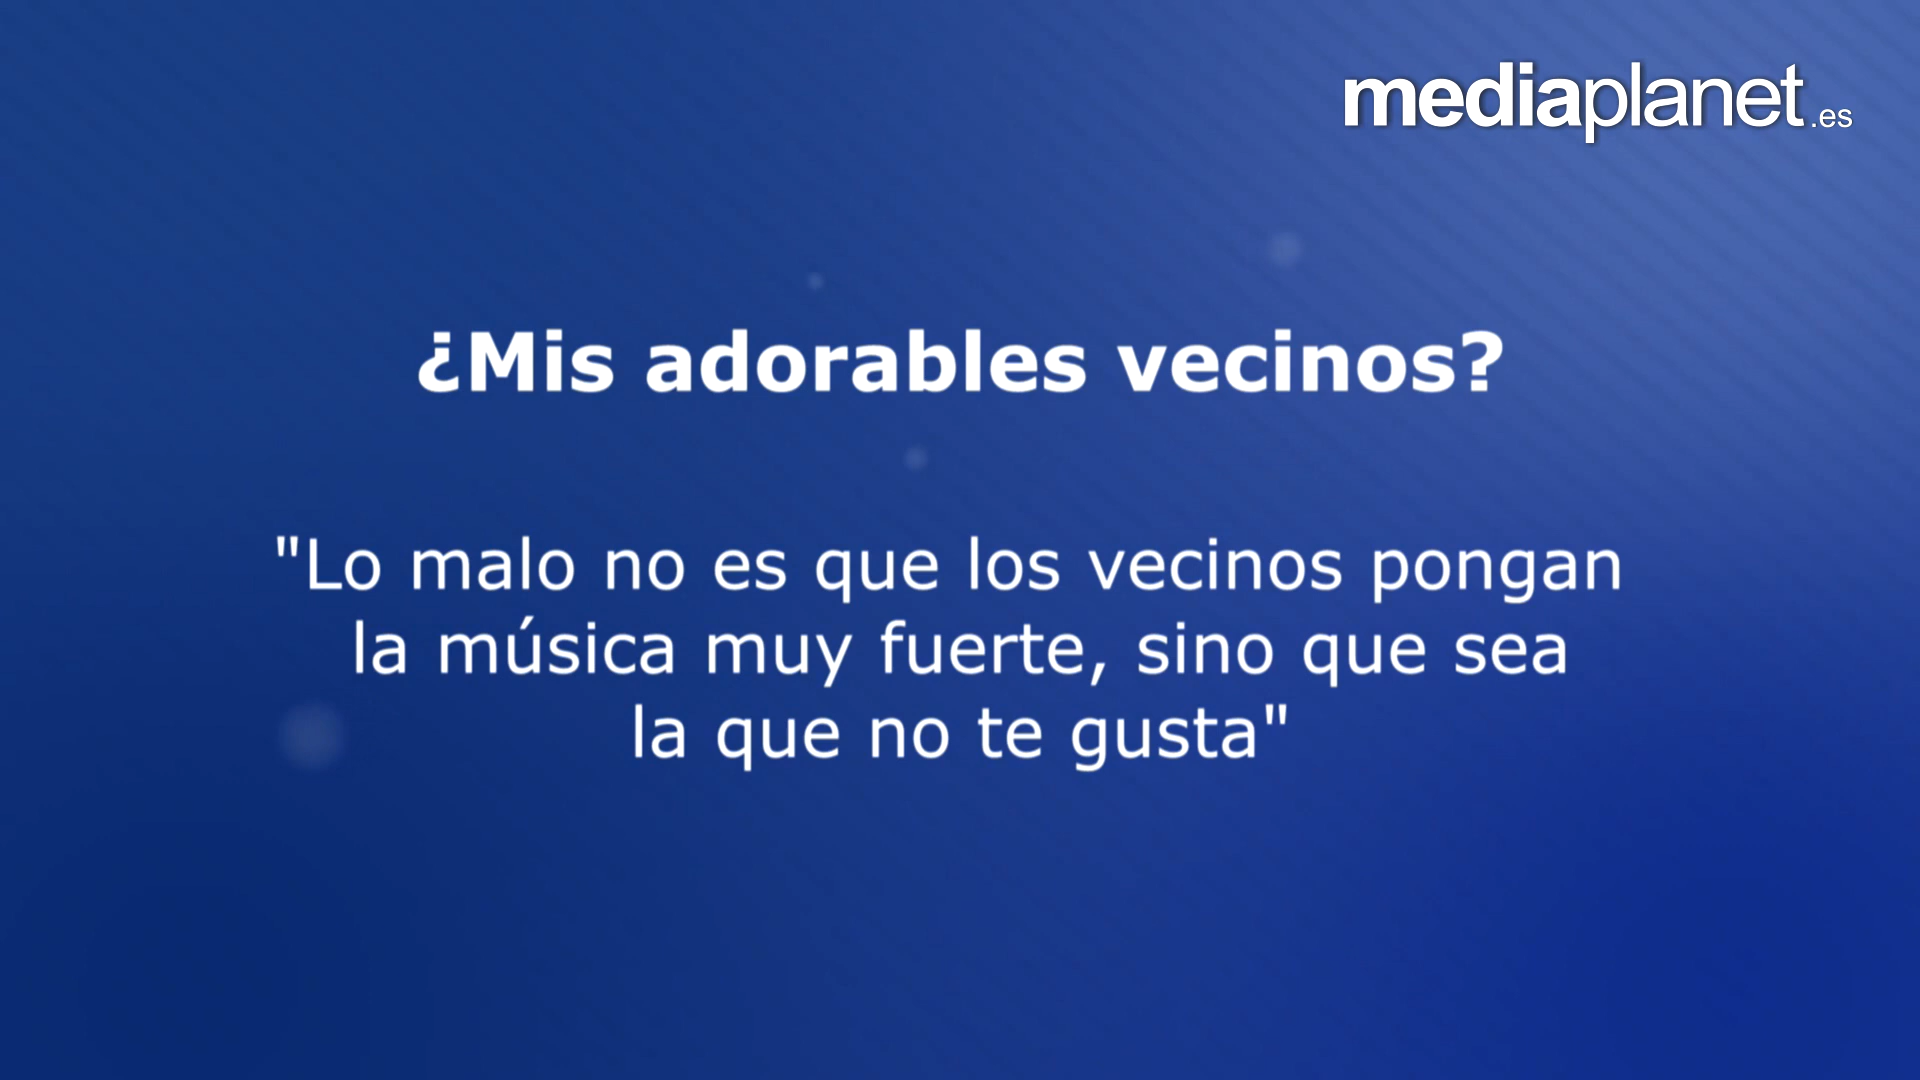 mediaplanet.es
¿Mis adorables vecinos?
"Lo malo no es que los vecinos pongan
la música muy fuerte, sino que sea
la que no te gusta"